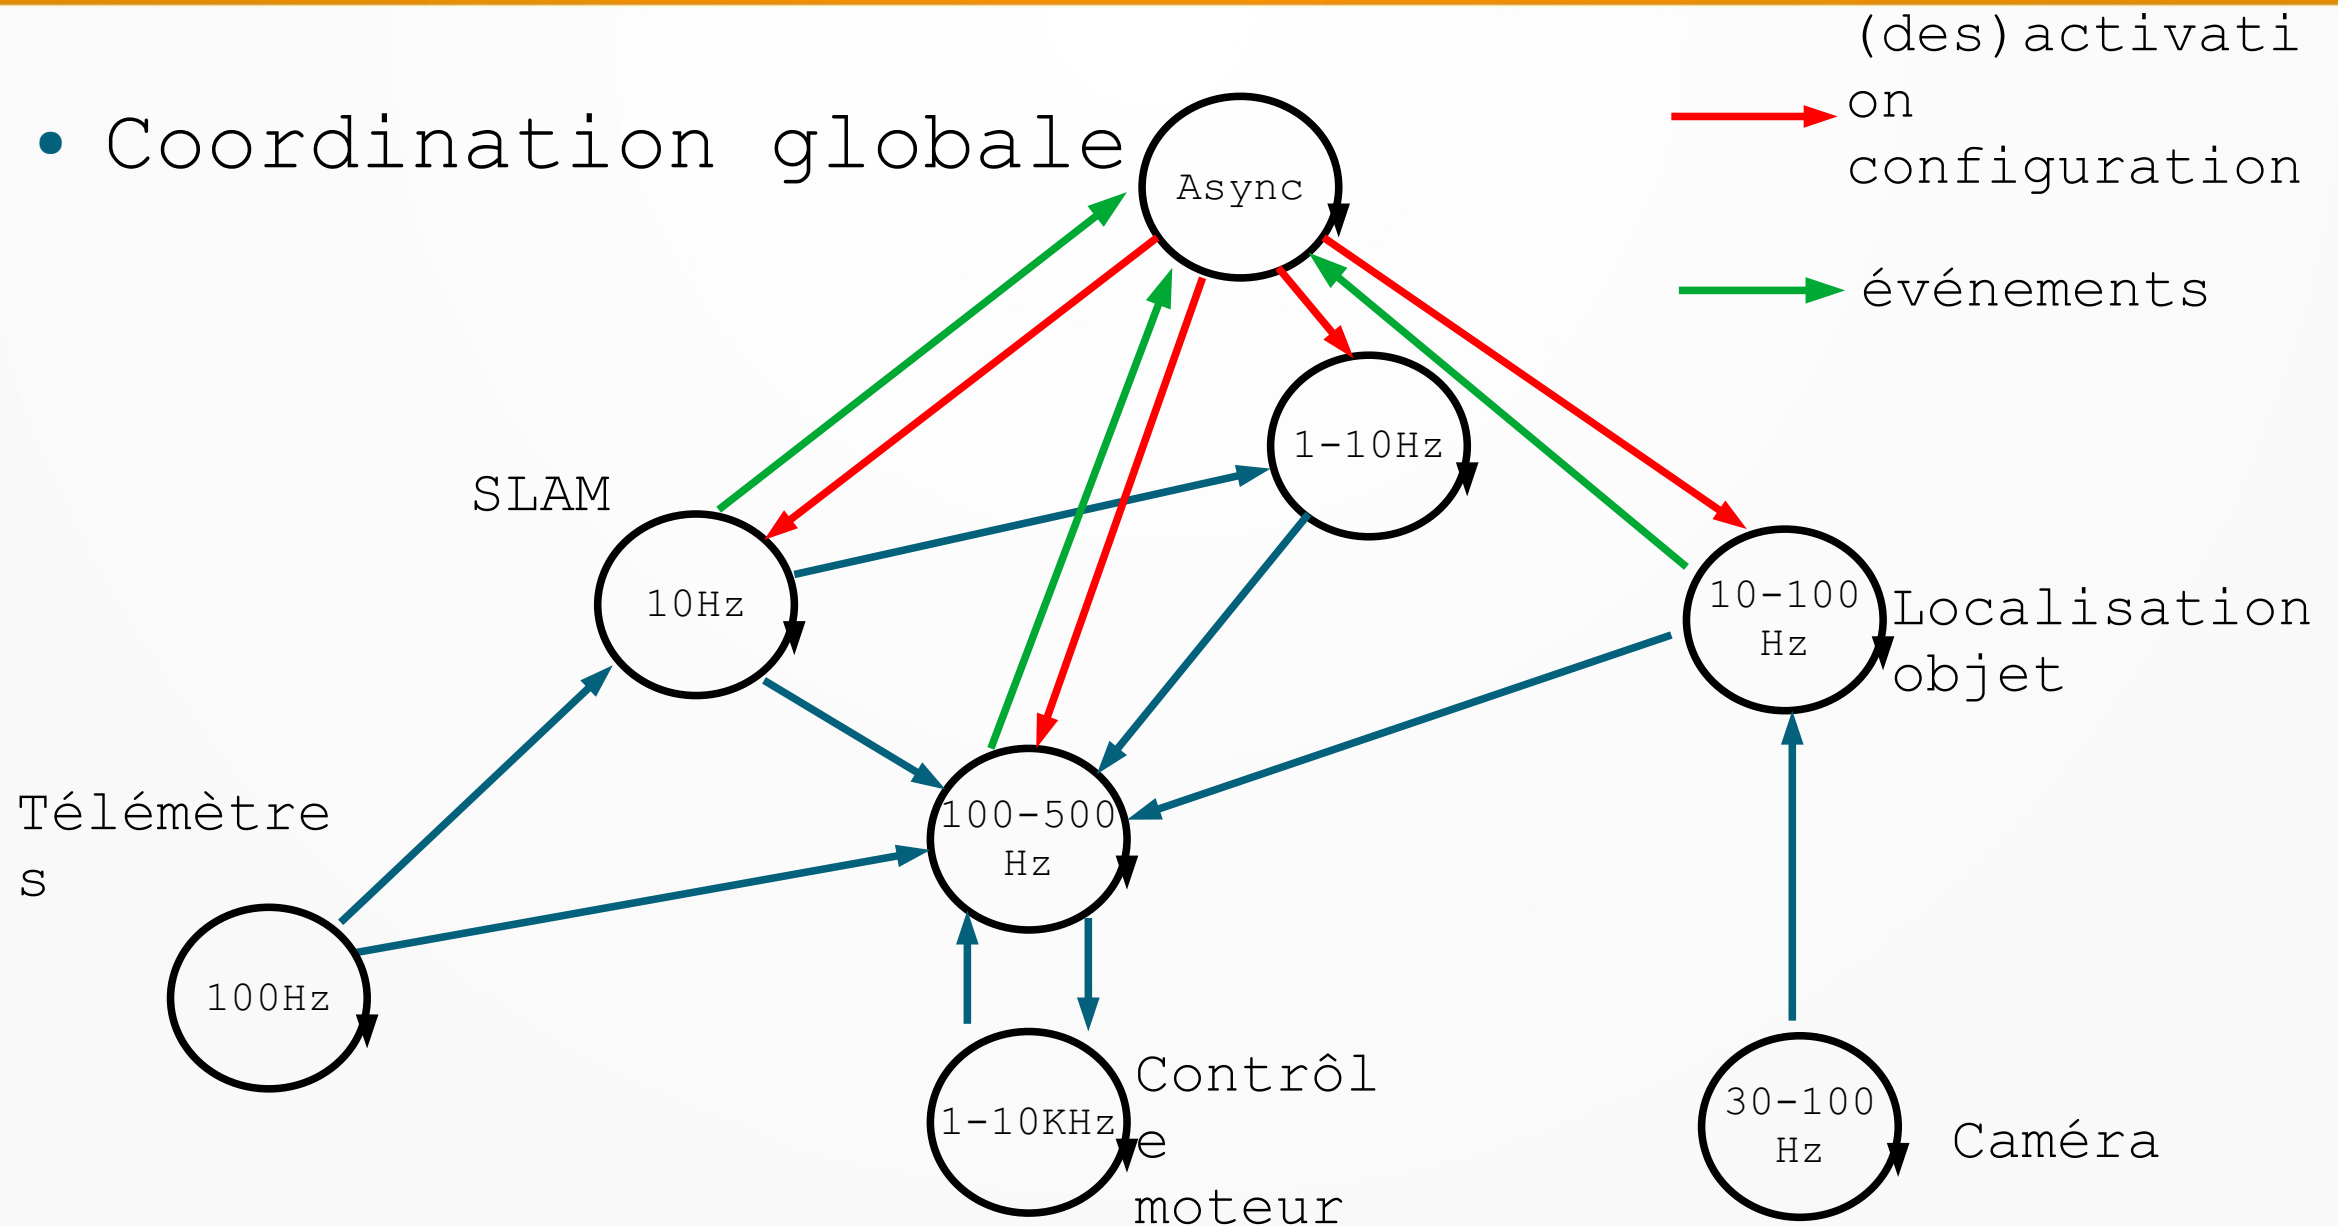 (des)activati
on
configuration
• Coordination globale
Async
événements
1-10Hz
SLAM
10Hz
10-100
Hz
Localisation
objet
Télémètre
s
100-500
Hz
100Hz
Contrôl
e
moteur
1-10KHz
30-100
Hz
Caméra